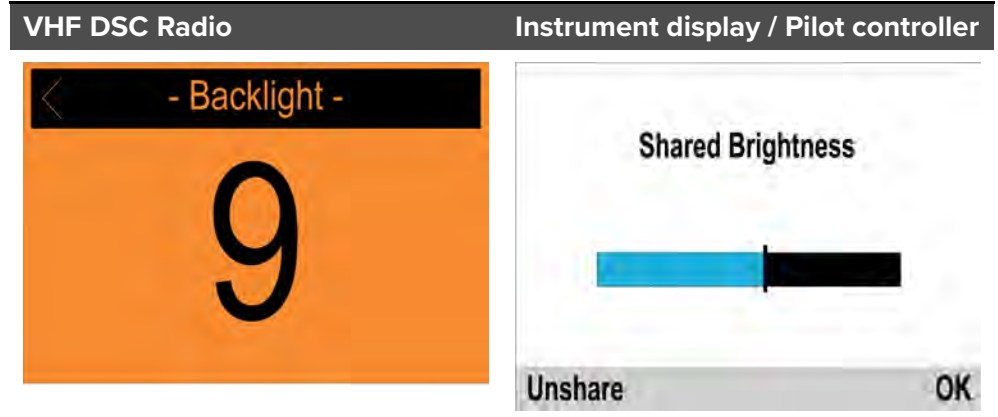 VHF DSC Radio
Instrument display / Pilot controller
- Backlight -
9
Shared Brightness
Unshare
OK